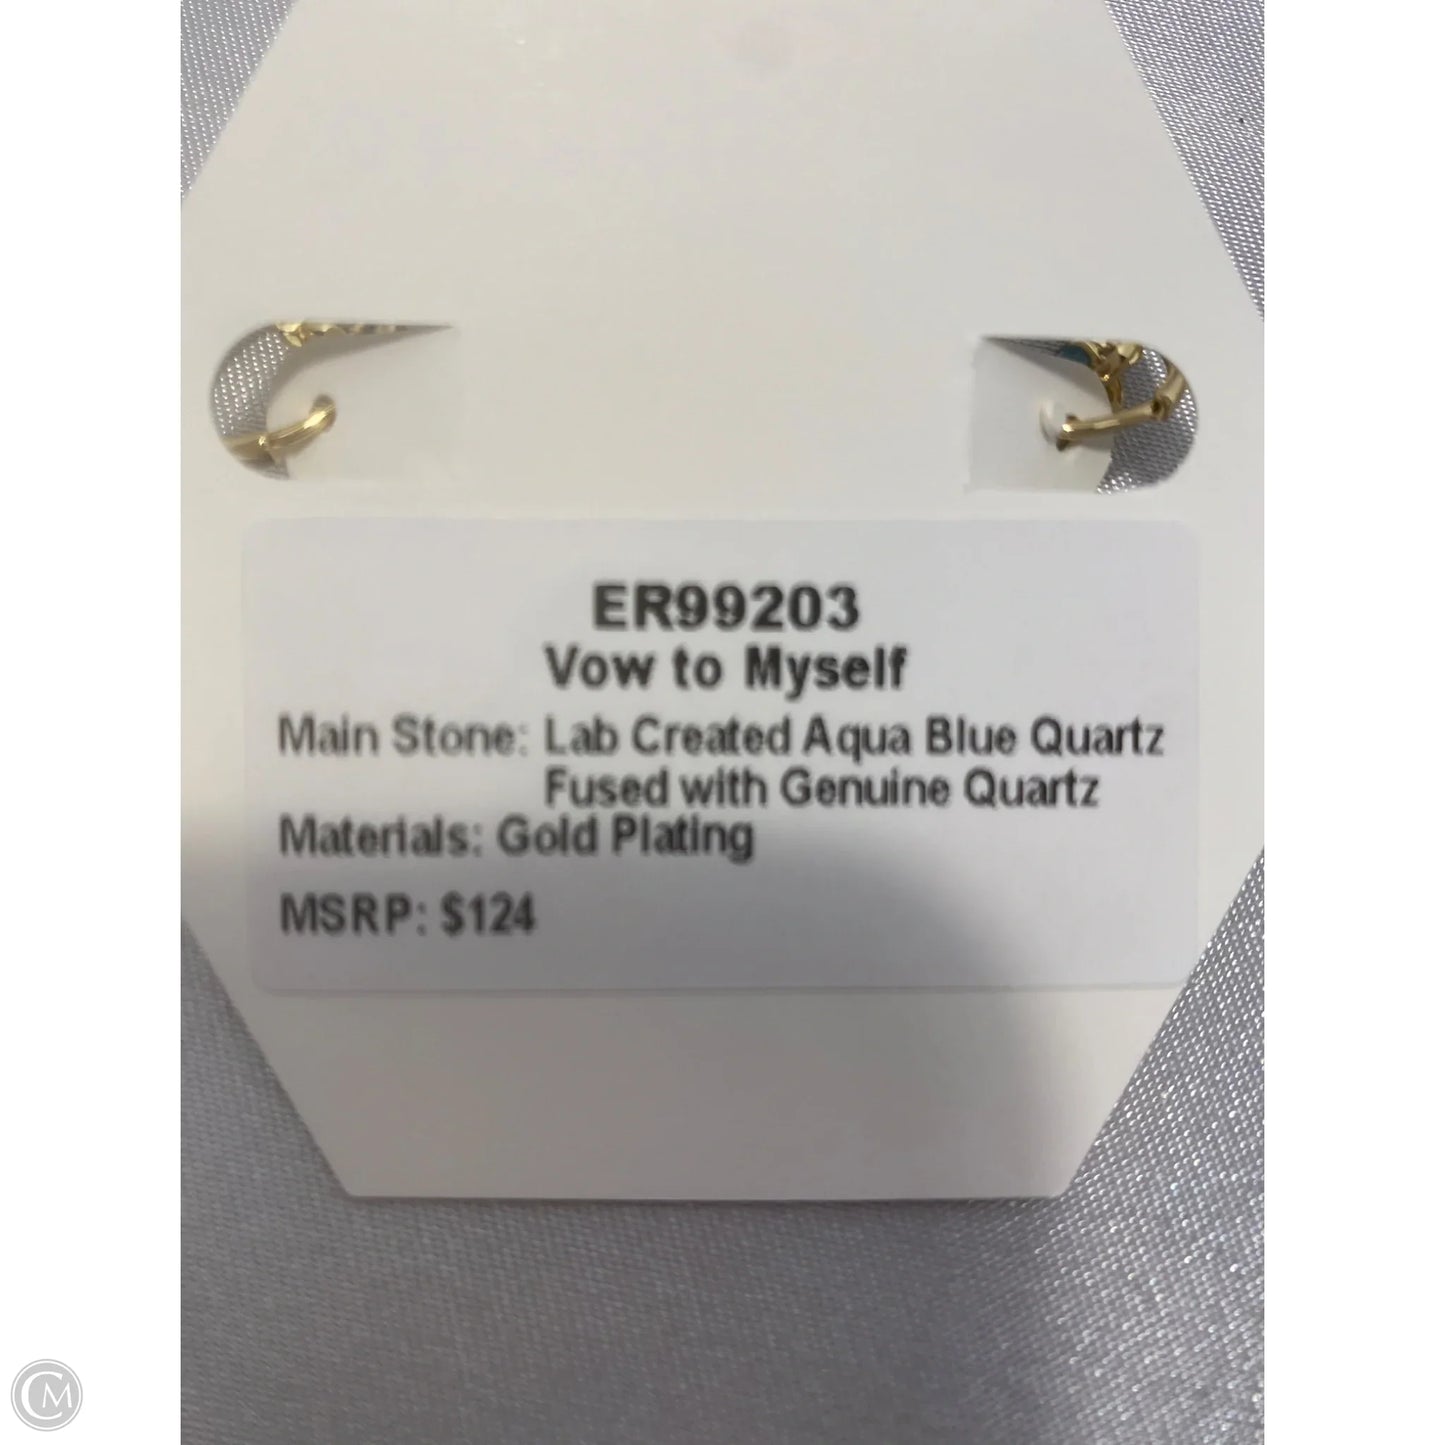 ER99203
Vow to Myself
Main Stone: Lab Created Aqua Blue Quartz
Fused with Genuine Quartz
Materials: Gold Plating
MSRP: $124
CM